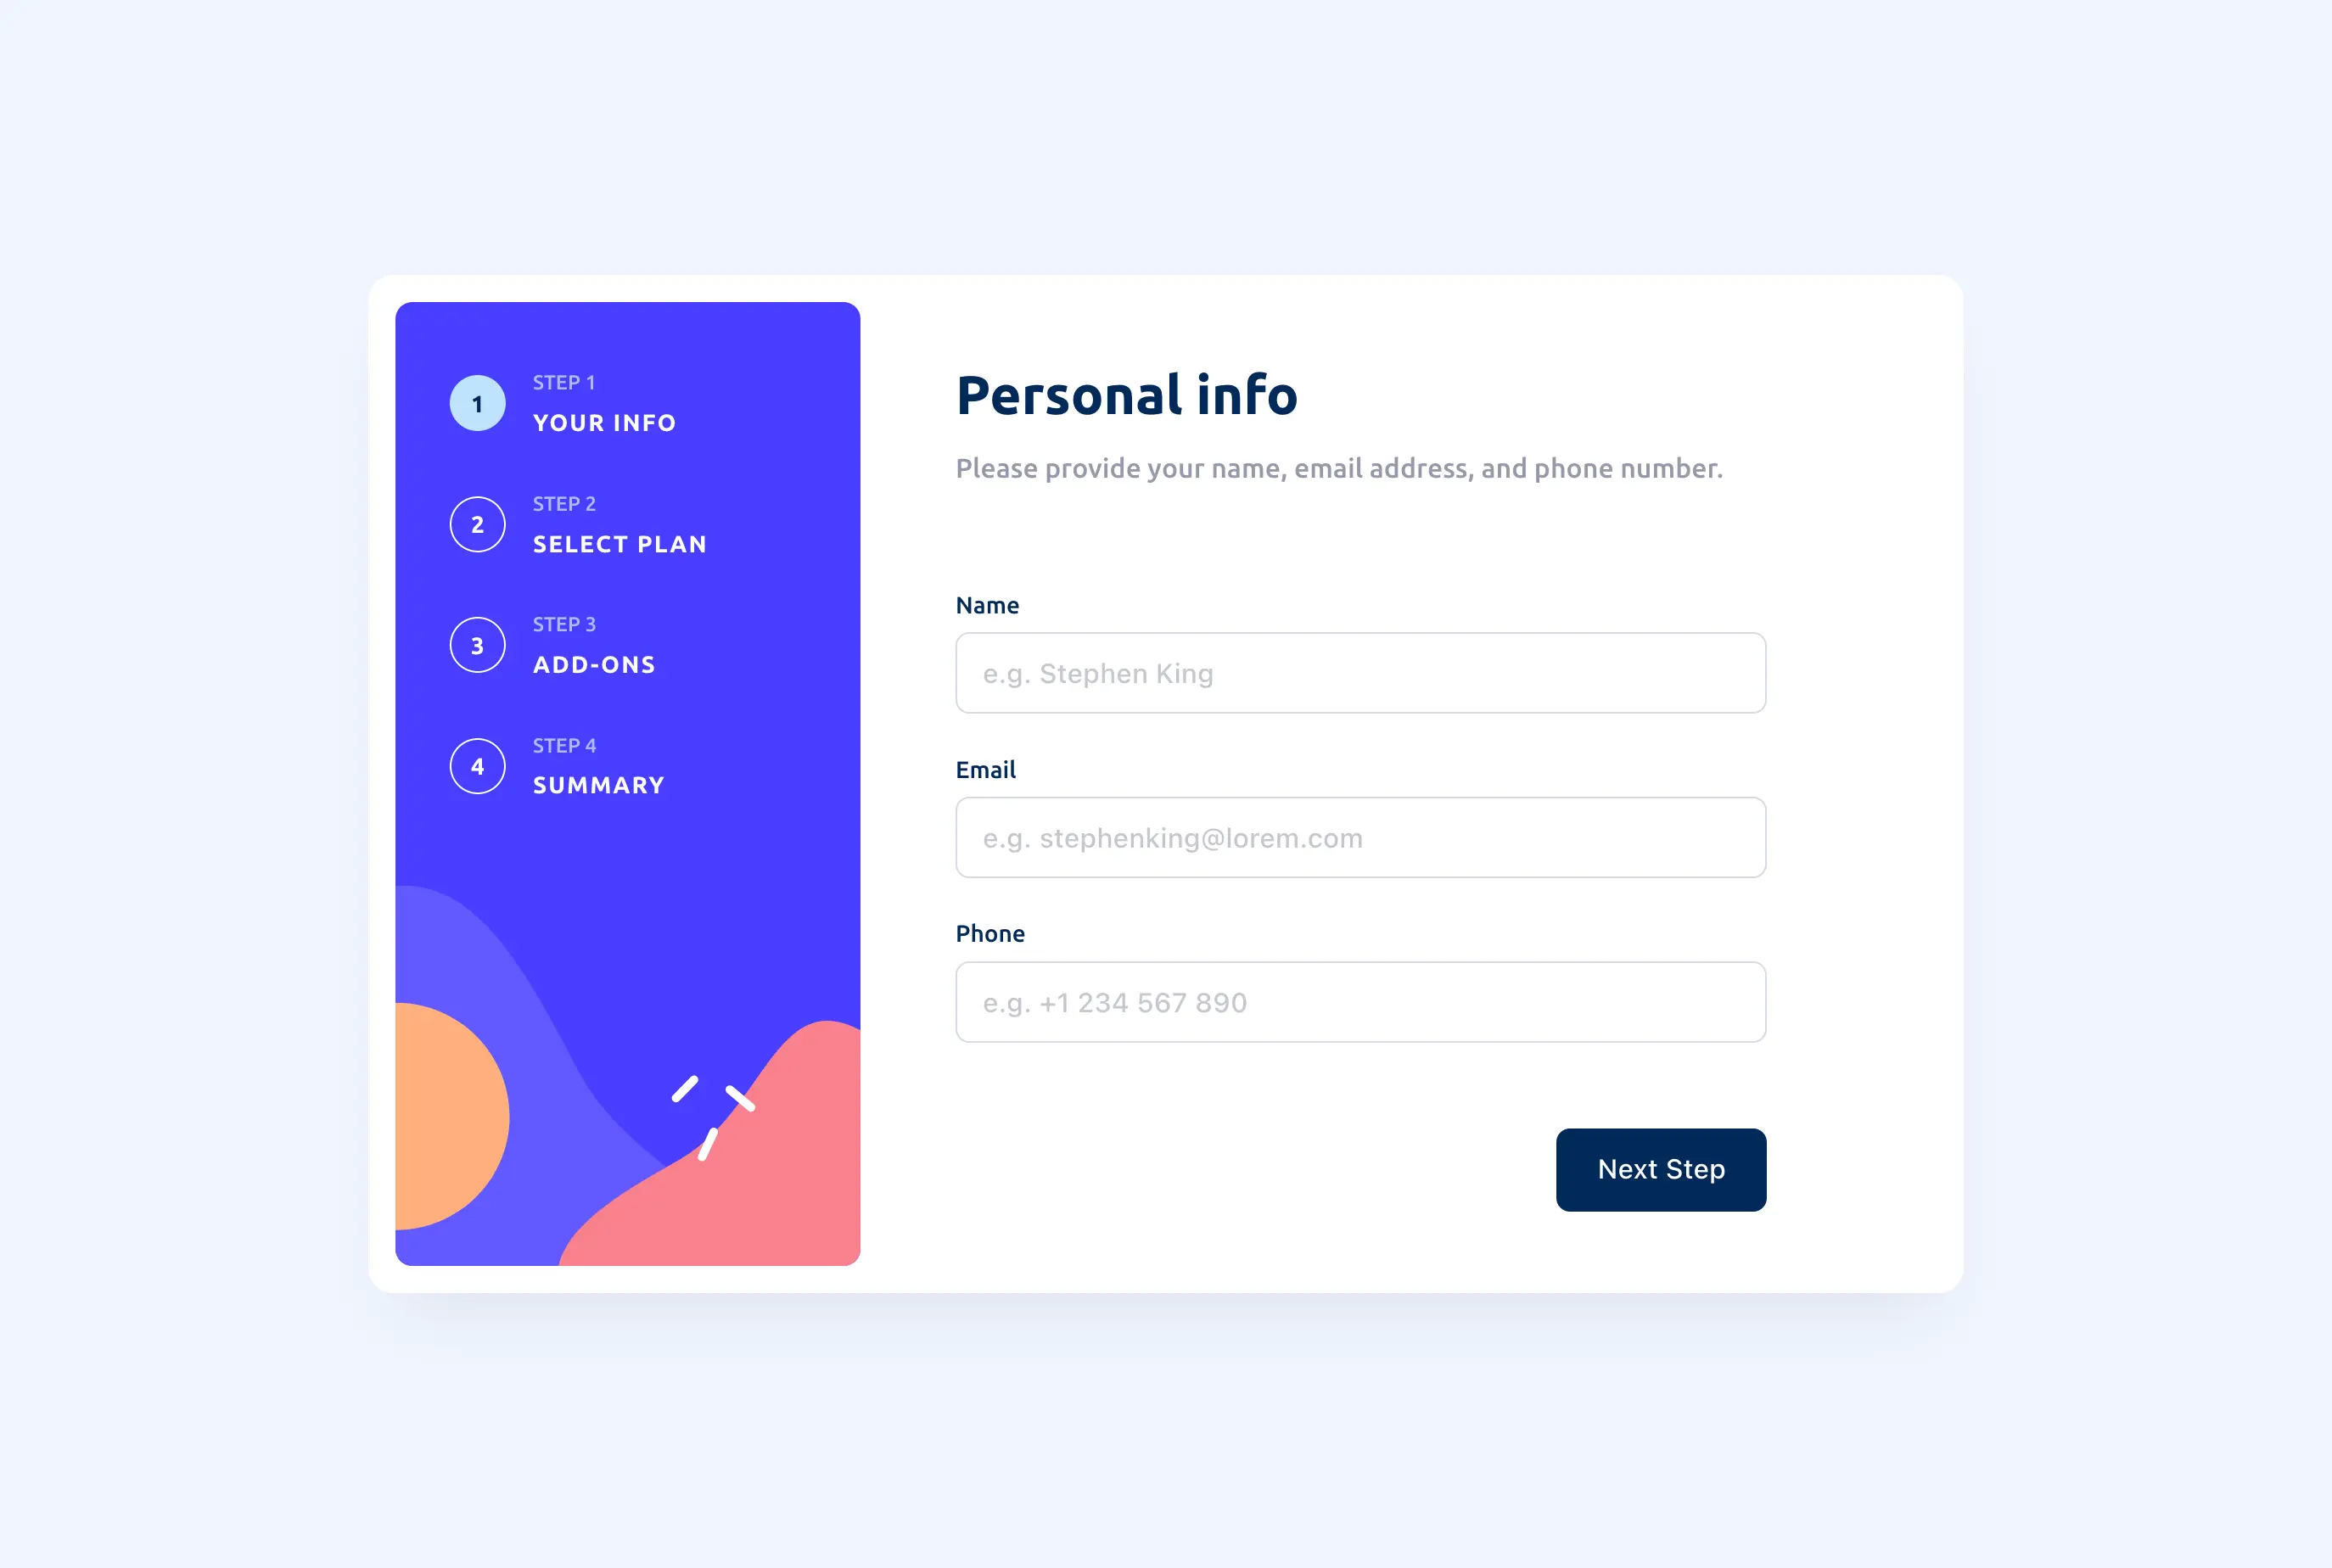 1
STEP 1
YOUR INFO
2
STEP 2
SELECT PLAN
3
STEP 3
ADD-ONS
4
STEP 4
SUMMARY
Personal info
Please provide your name, email address, and phone number.
Name
e.g. Stephen King
Email
e.g. stephenking@lorem.com
Phone
e.g. +1 234 567 890
Next Step